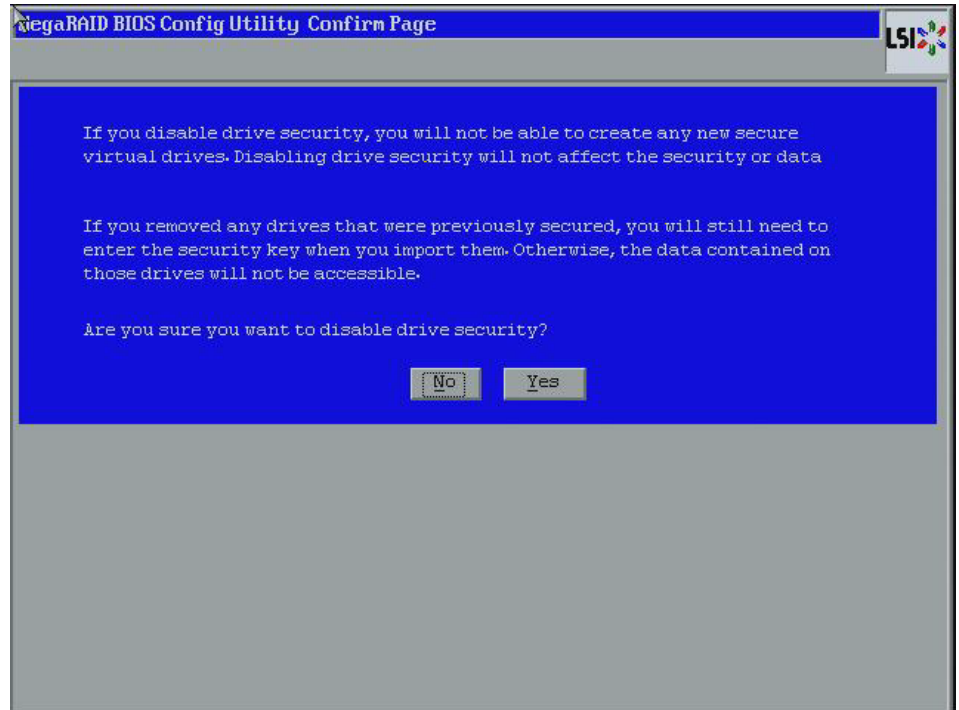 MegaRAID BIOS Config Utility Confirm Page
LSI
If you disable drive security, you will not be able to create any new secure
virtual drives. Disabling drive security will not affect the security or data
If you removed any drives that were previously secured, you will still need to
enter the security key when you import them. Otherwise, the data contained on
those drives will not be accessible.
Are you sure you want to disable drive security?
No Yes